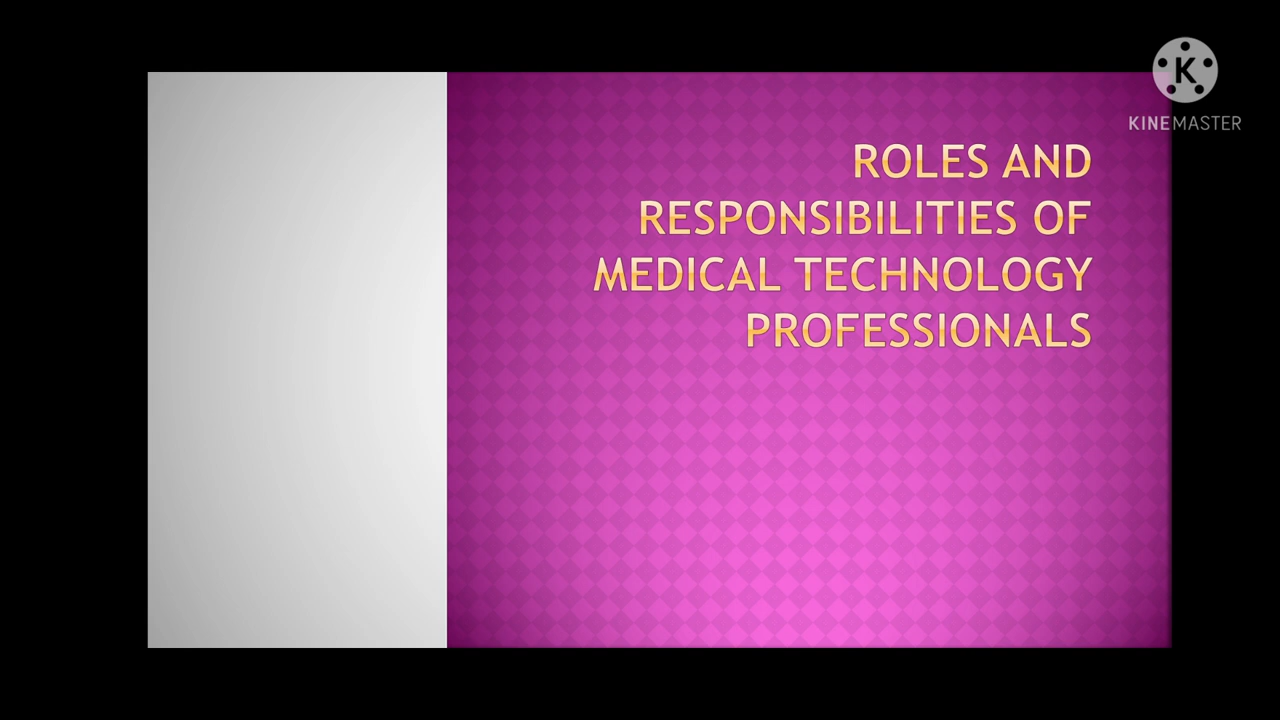 K
KINEMASTER
ROLES AND
RESPONSIBILITIES OF
MEDICAL TECHNOLOGY
PROFESSIONALS